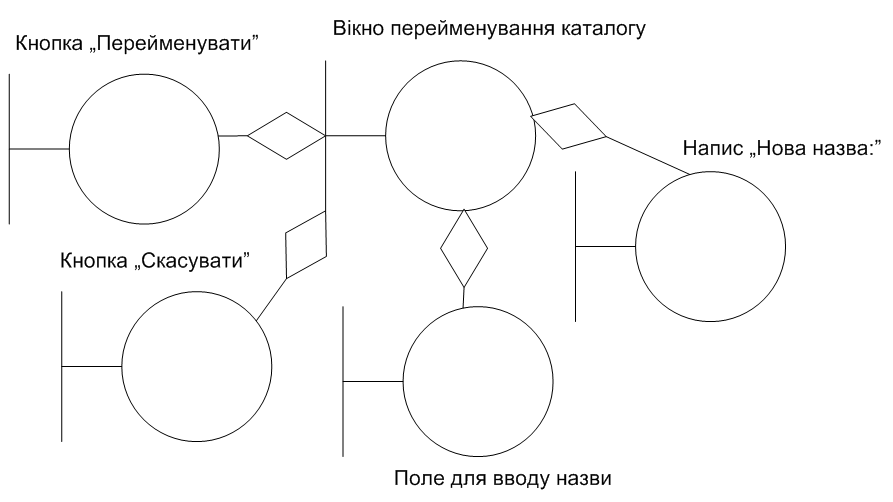 Вікно перейменування каталогу
Кнопка „Перейменувати”
Напис „Нова назва:”
Кнопка „Скасувати”
Поле для вводу назви